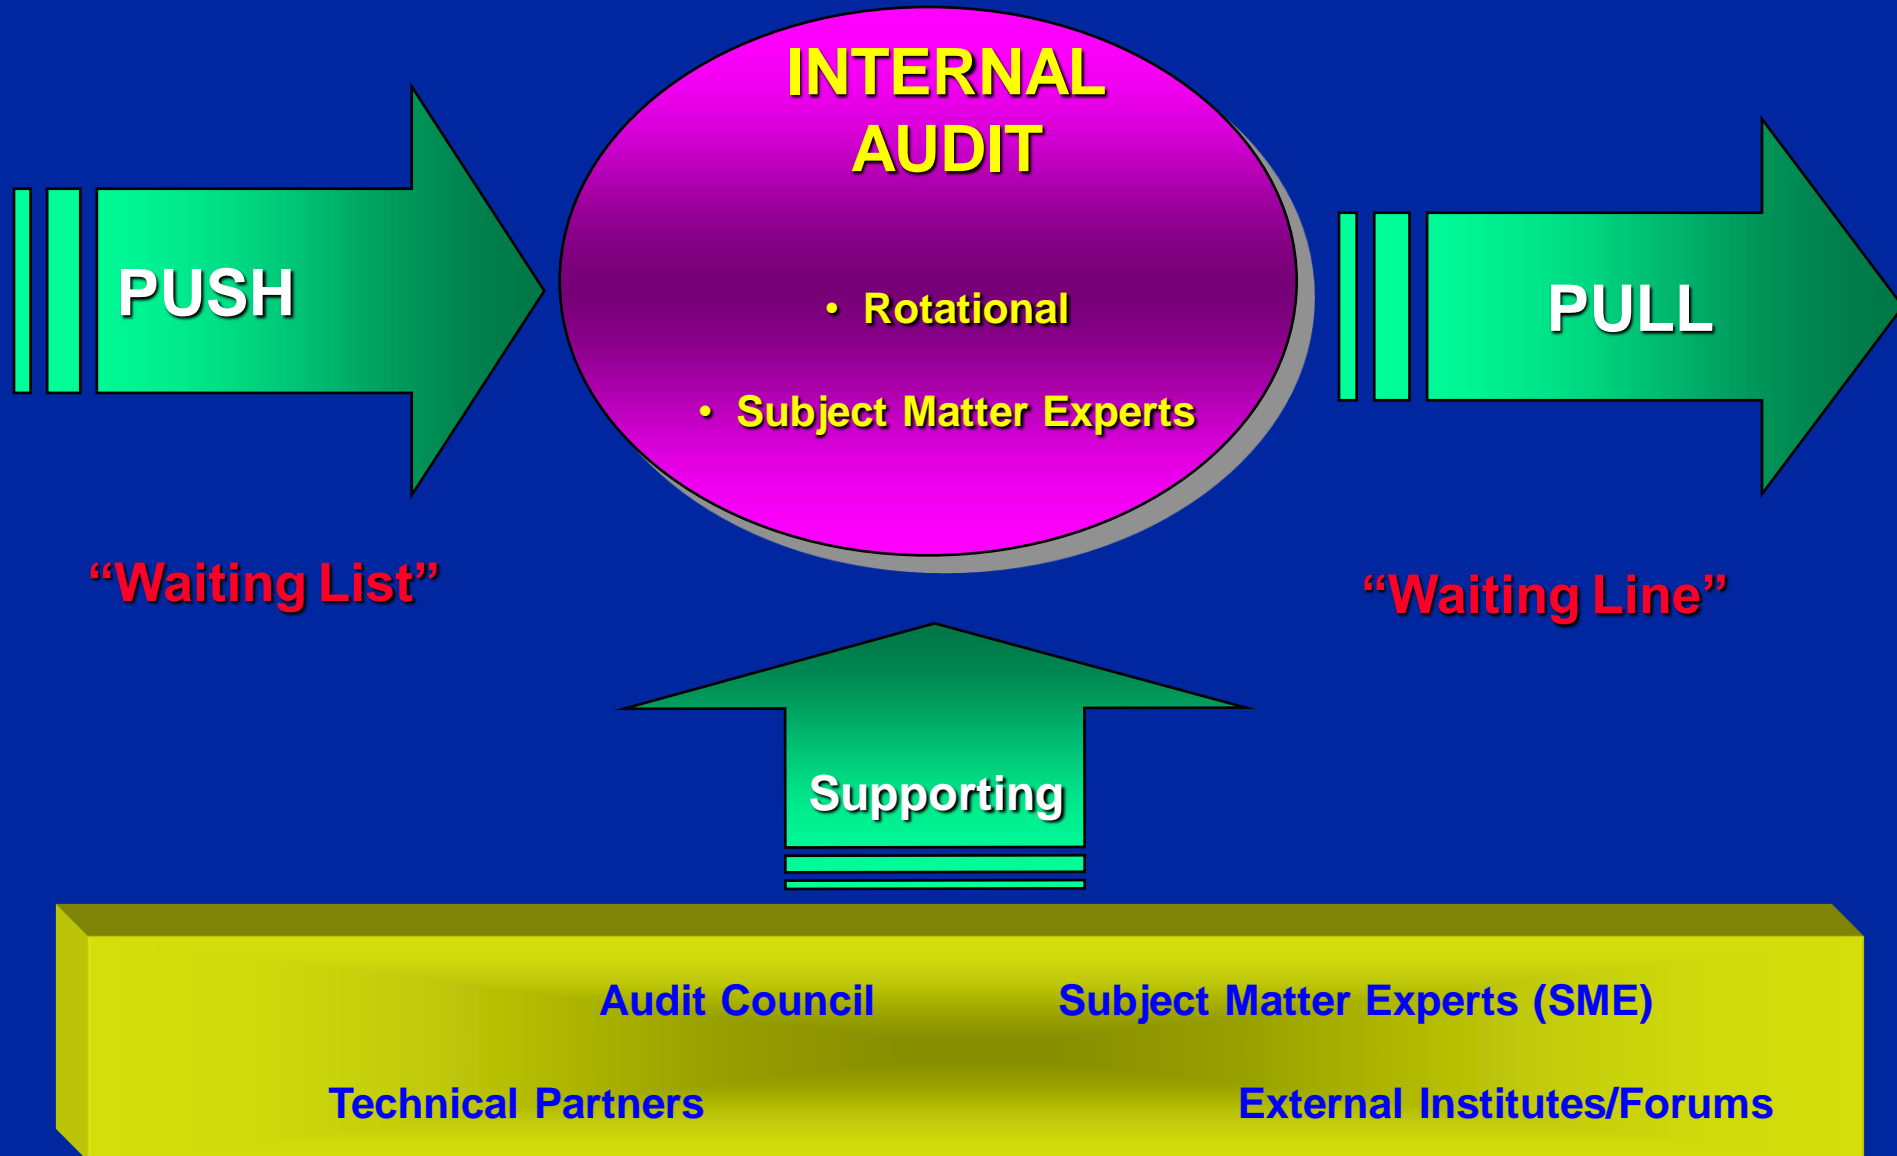 INTERNAL
AUDIT
PUSH
• Rotational
PULL
• Subject Matter Experts
“Waiting List”
“Waiting Line”
Supporting
Audit Council
Subject Matter Experts (SME)
Technical Partners
External Institutes/Forums